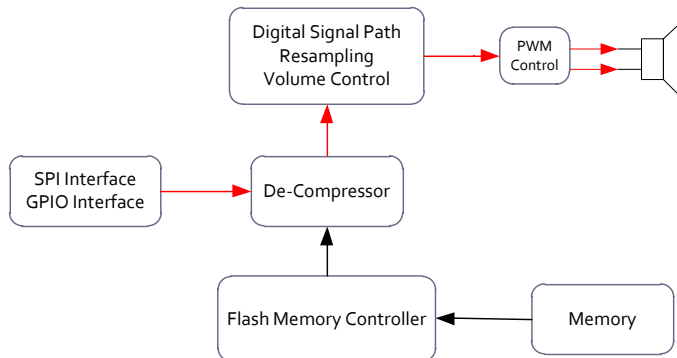 Digital Signal Path
Resampling
Volume Control
PWM
Control
SPI Interface
GPIO Interface
De-Compressor
Flash Memory Controller
Memory